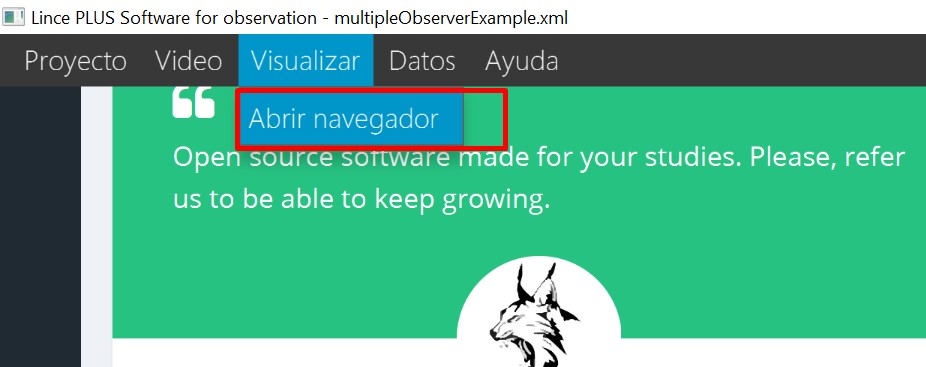 Lince PLUS Software for observation - multipleObserverExample.xml
Proyecto Video Visualizar Datos Ayuda
Abrir navegador
Open source software made for your studies. Please, refer
us to be able to keep growing.